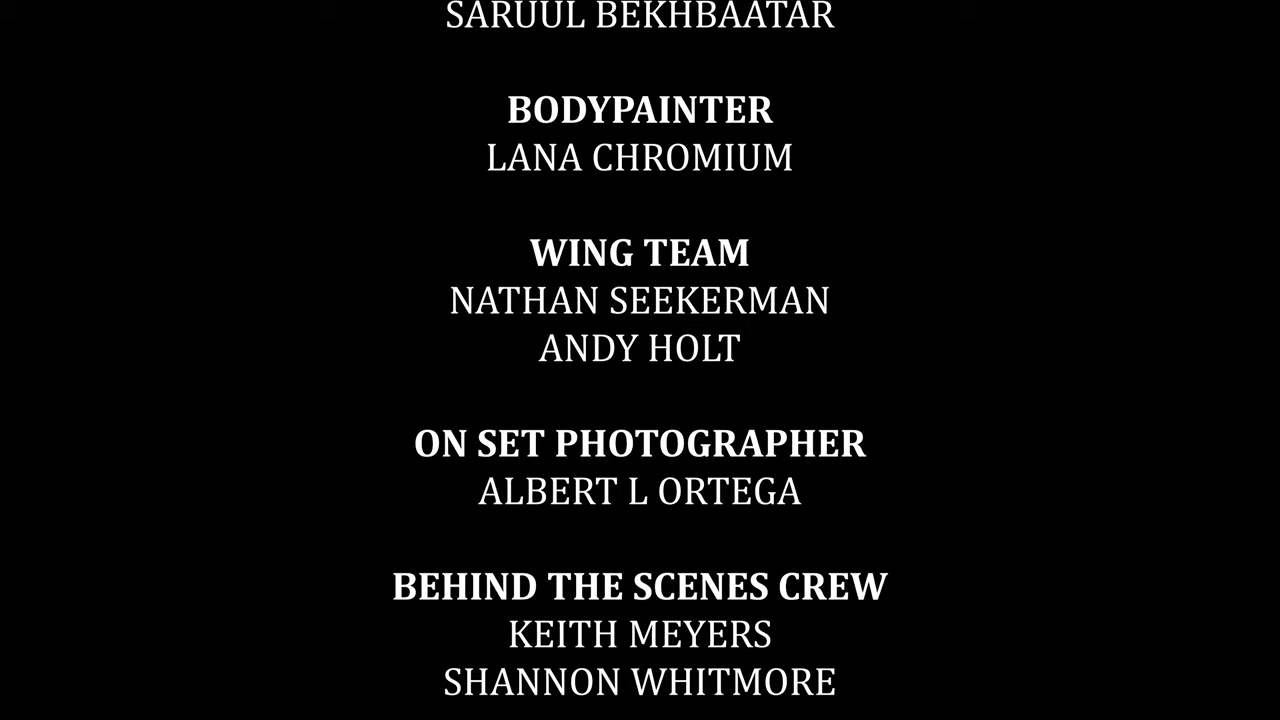 SARUUL BEKHBAATAR
BODYPAINTER
LANA CHROMIUM
WING TEAM
NATHAN SEEKERMAN
ANDY HOLT
ON SET PHOTOGRAPHER
ALBERT L ORTEGA
BEHIND THE SCENES CREW
KEITH MEYERS
SHANNON WHITMORE